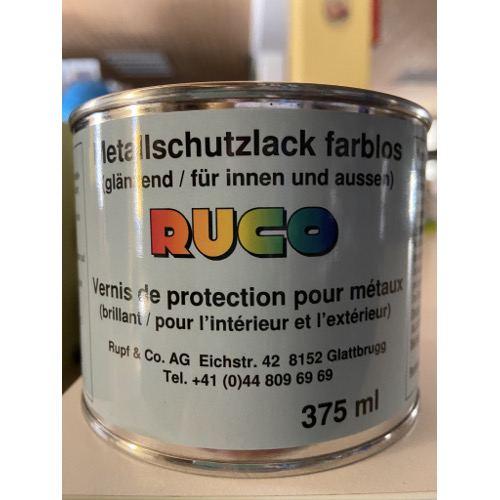 Metallschutzlack farblos
(glänzend / für innen und aussen)
RUCO
Vernis de protection pour métaux
(brillant / pour l'intérieur et l'extérieur)
Rupf & Co. AG Eichstr. 42 8152 Glattbrugg
Tel. +41 (0)44 809 69 69
375 ml